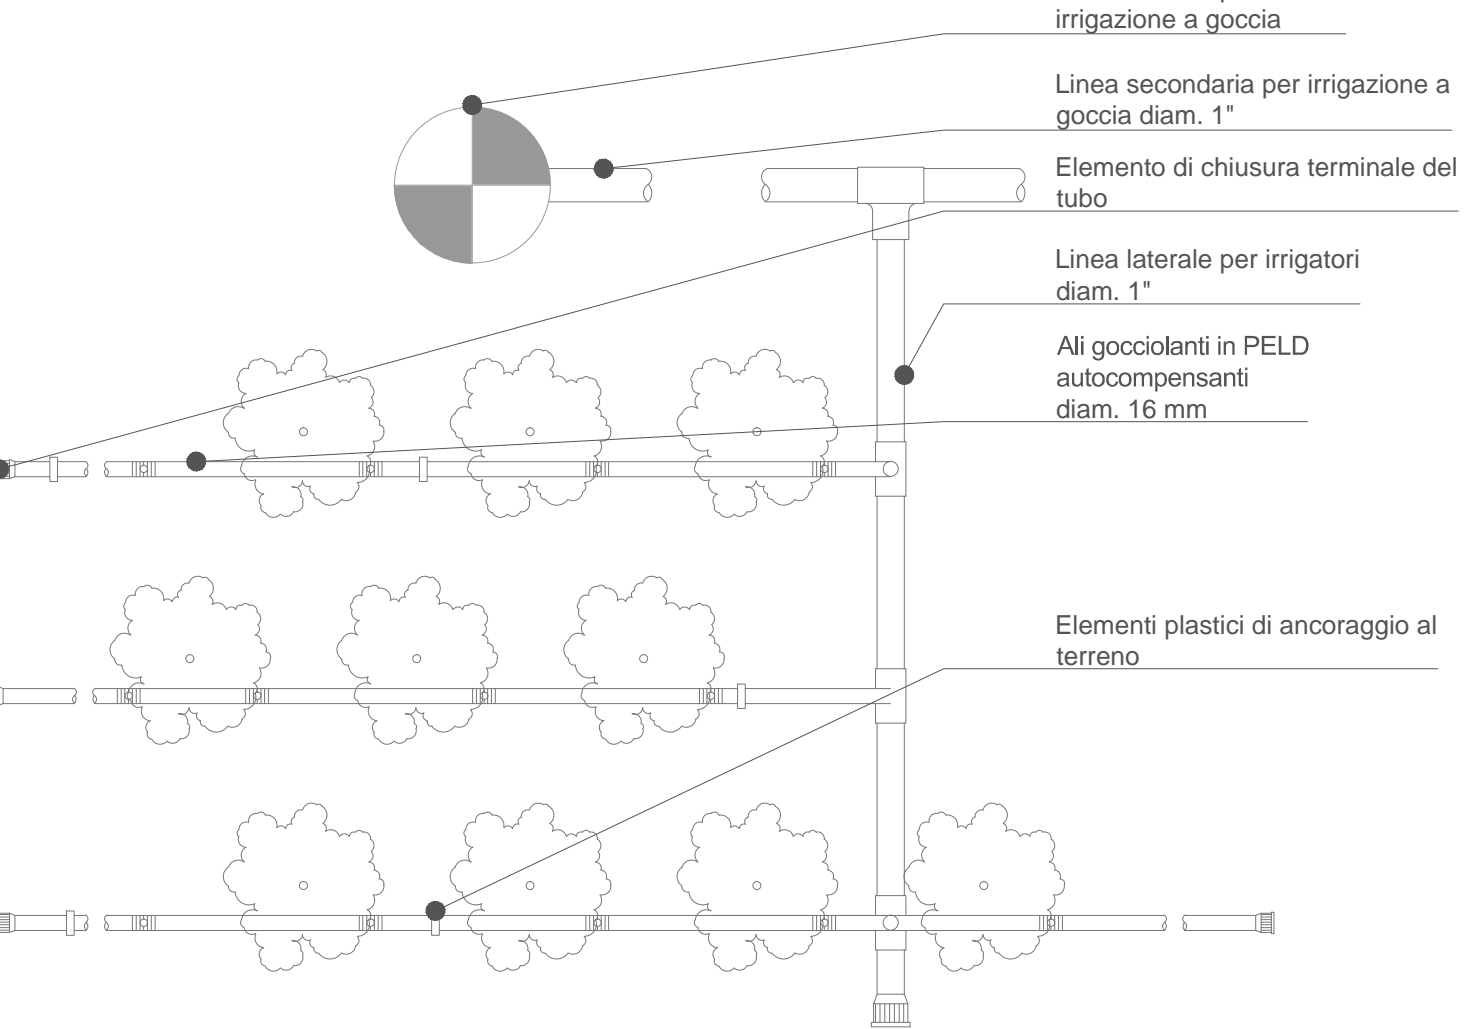 irrigazione a goccia
Linea secondaria per irrigazione a
goccia diam. 1"
Elemento di chiusura terminale del
tubo
Linea laterale per irrigatori
diam. 1"
Ali gocciolanti in PELD
autocompensanti
diam. 16 mm
Elementi plastici di ancoraggio al
terreno